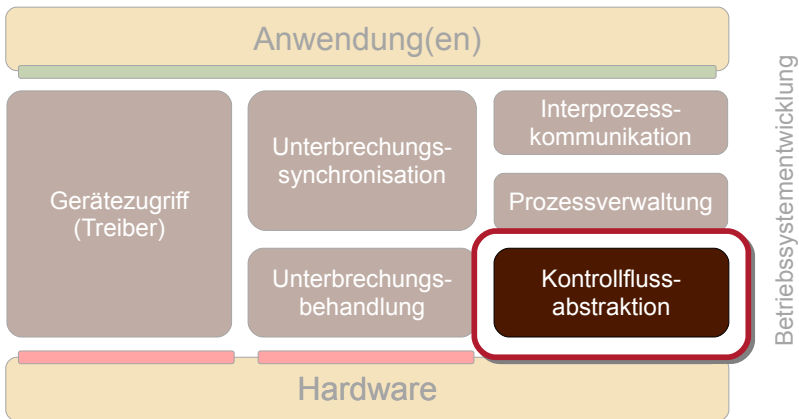 Anwendung(en)
Gerätezugriff
(Treiber)
Unterbrechungs-
synchronisation
Interprozess-
kommunikation
Prozessverwaltung
Unterbrechungs-
behandlung
Kontrollfluss-
abstraktion
Hardware
Betriebssystementwicklung